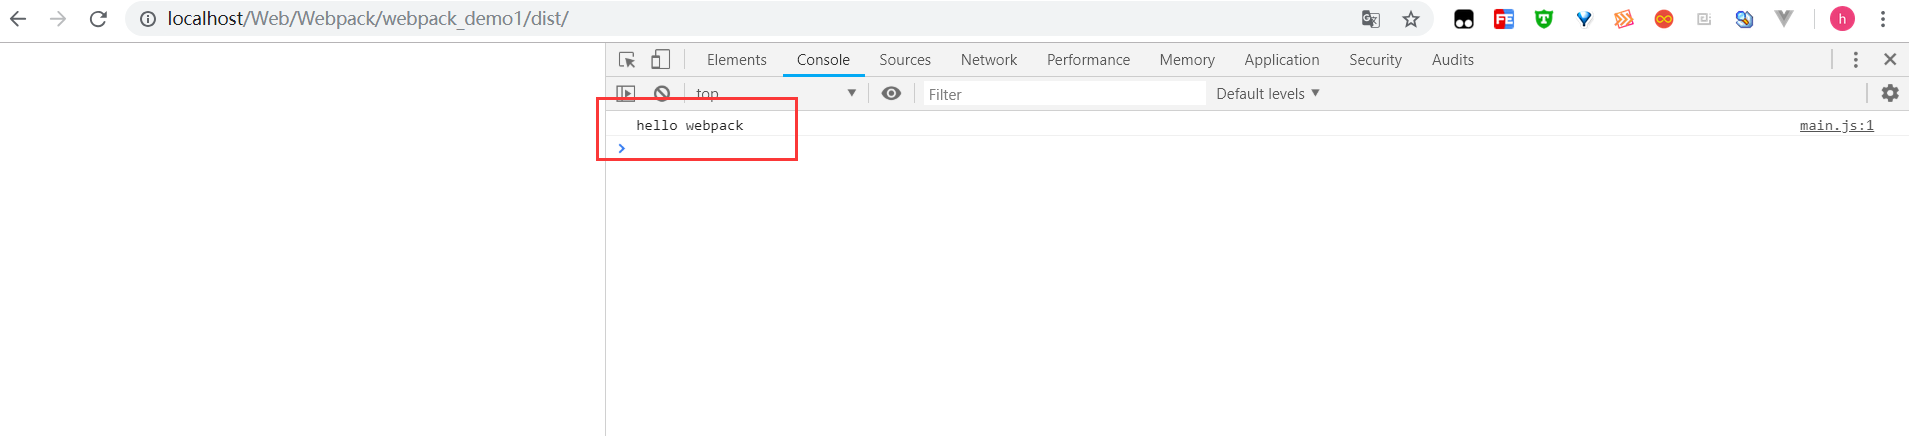 localhost/Web/Webpack/webpack_demo1/dist/
h
Elements Console Sources Network Performance Memory Application Security Audits
top Filter Default levels
hello webpack main.js:1